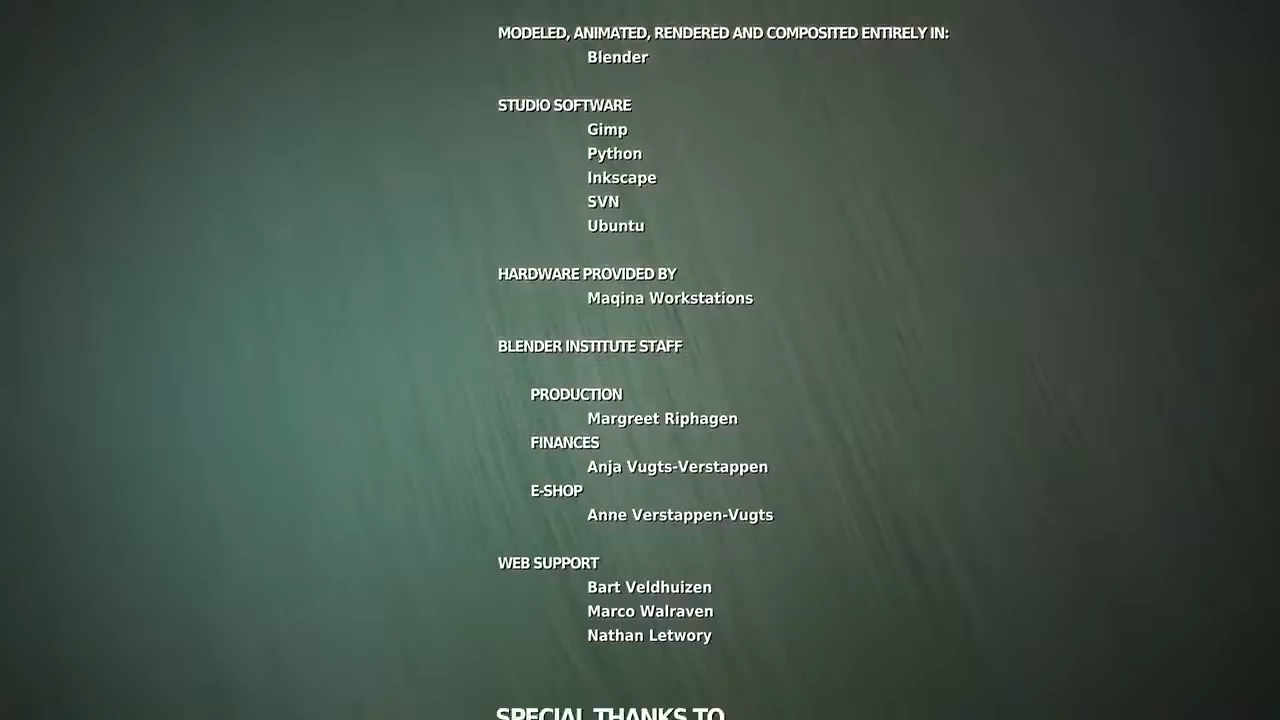 MODELED, ANIMATED, RENDERED AND COMPOSITED ENTIRELY IN:
Blender
STUDIO SOFTWARE
Gimp
Python
Inkscape
SVN
Ubuntu
HARDWARE PROVIDED BY
Maqina Workstations
BLENDER INSTITUTE STAFF
PRODUCTION
Margreet Riphagen
FINANCES
Anja Vugts-Verstappen
E-SHOP
Anne Verstappen-Vugts
WEB SUPPORT
Bart Veldhuizen
Marco Walraven
Nathan Letwory
SPECIAL THANKS TO